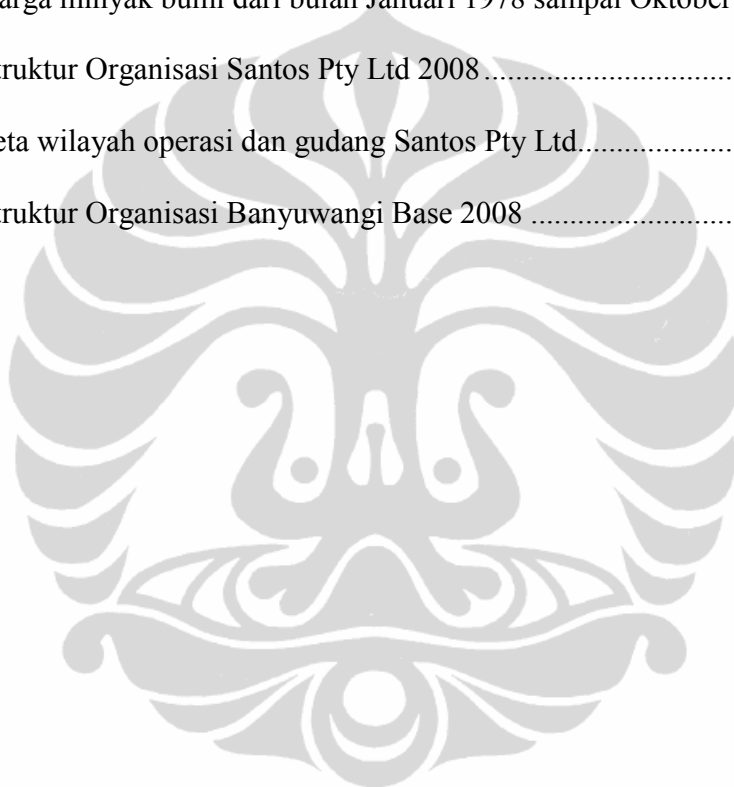 arga minyak bumi dari bulan Januari 1978 sampai Oktober
truktur Organisasi Santos Pty Ltd 2008..............................
eta wilayah operasi dan gudang Santos Pty Ltd....................
truktur Organisasi Banyuwangi Base 2008 ........................